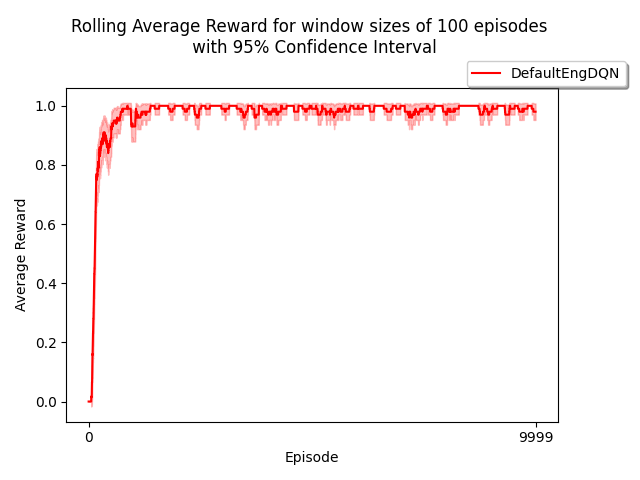 Rolling Average Reward for window sizes of 100 episodes
with 95% Confidence Interval
DefaultEngDQN
1.0
0.8
0.6
0.4
0.2
0.0
Average Reward
0
9999
Episode